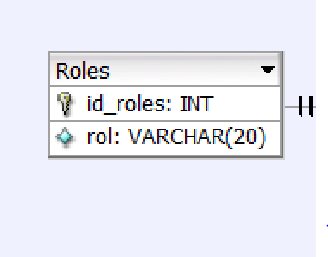 Roles
id_roles: INT
rol: VARCHAR(20)